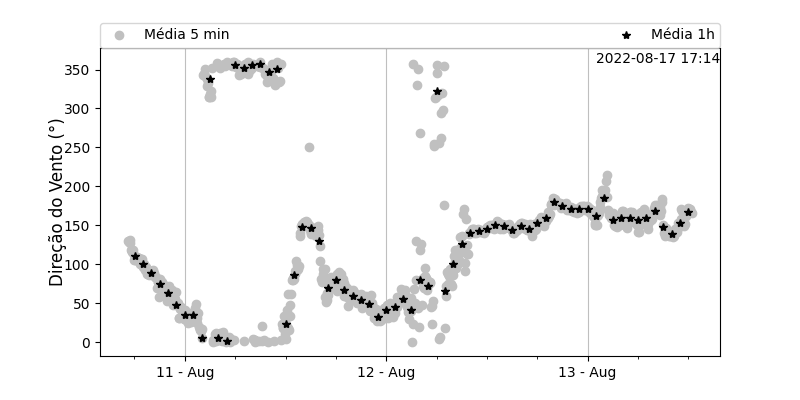 Média 5 min
Média 1h
2022-08-17 17:14
Direção do Vento (°)
350
300
250
200
150
100
50
0
11 - Aug
12 - Aug
13 - Aug